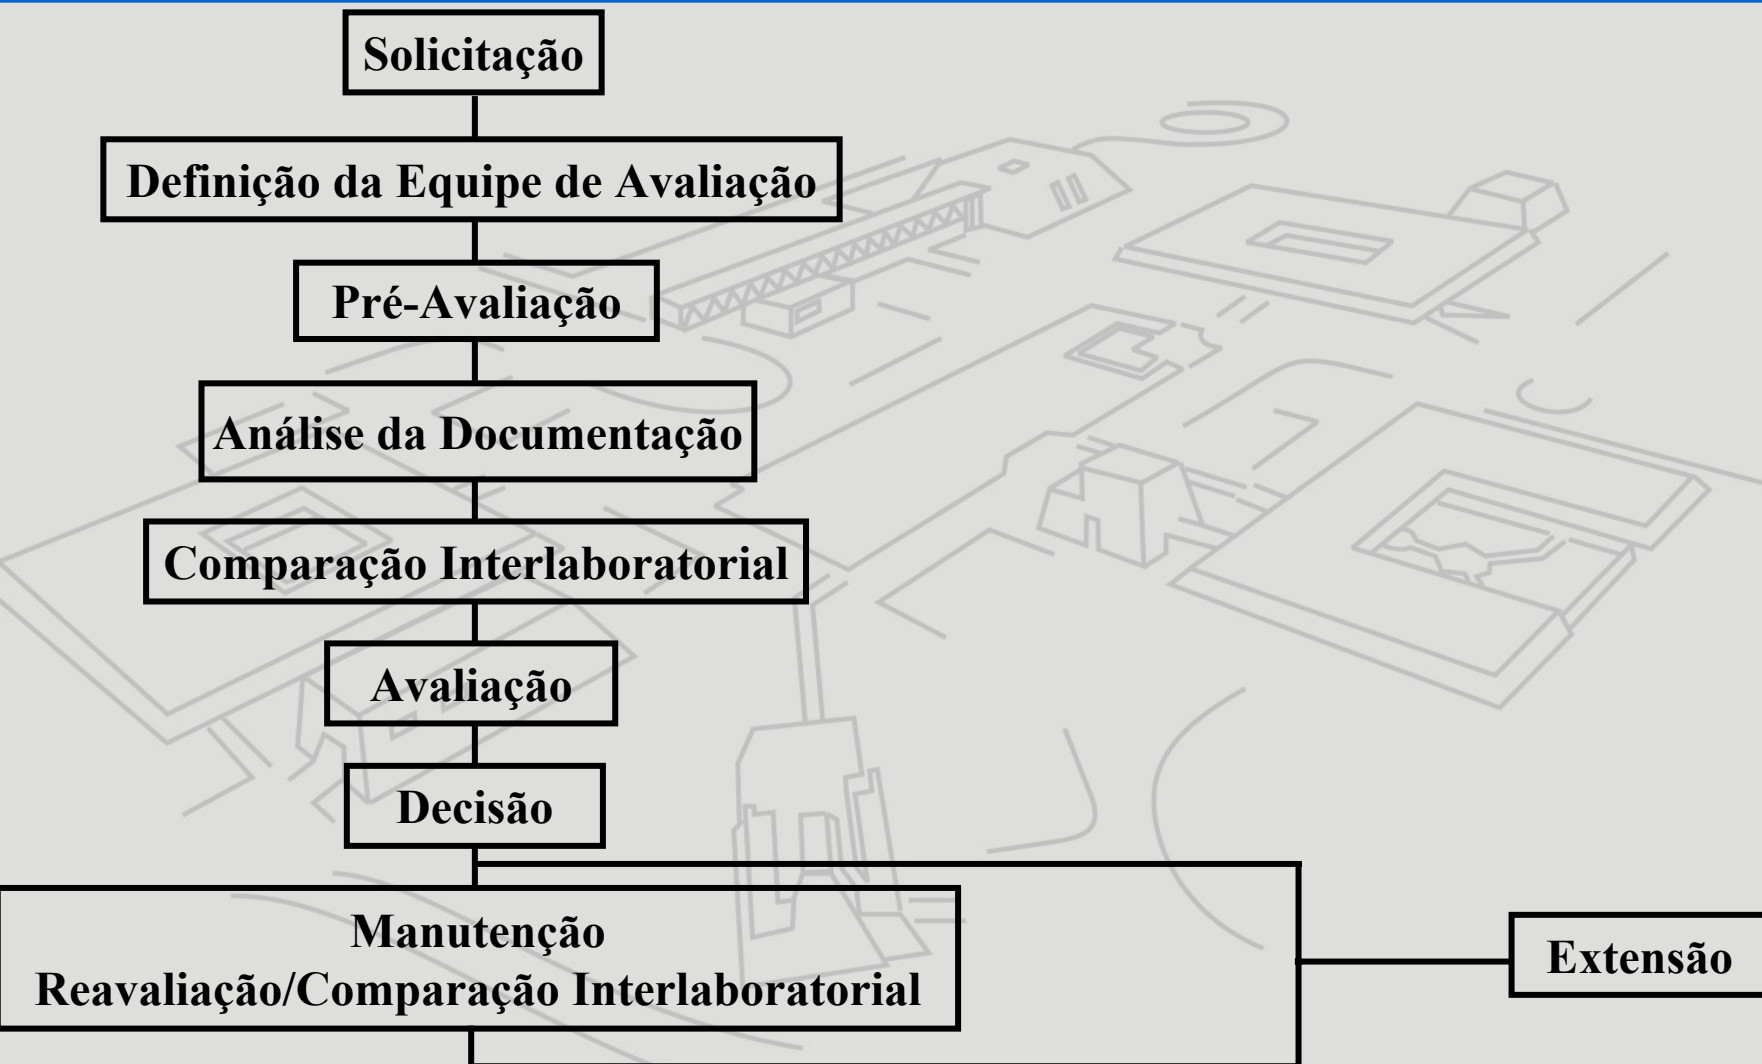 Solicitação
Definição da Equipe de Avaliação
Pré-Avaliação
Análise da Documentação
Comparação Interlaboratorial
Avaliação
Decisão
Manutenção
Reavaliação/Comparação Interlaboratorial
Extensão